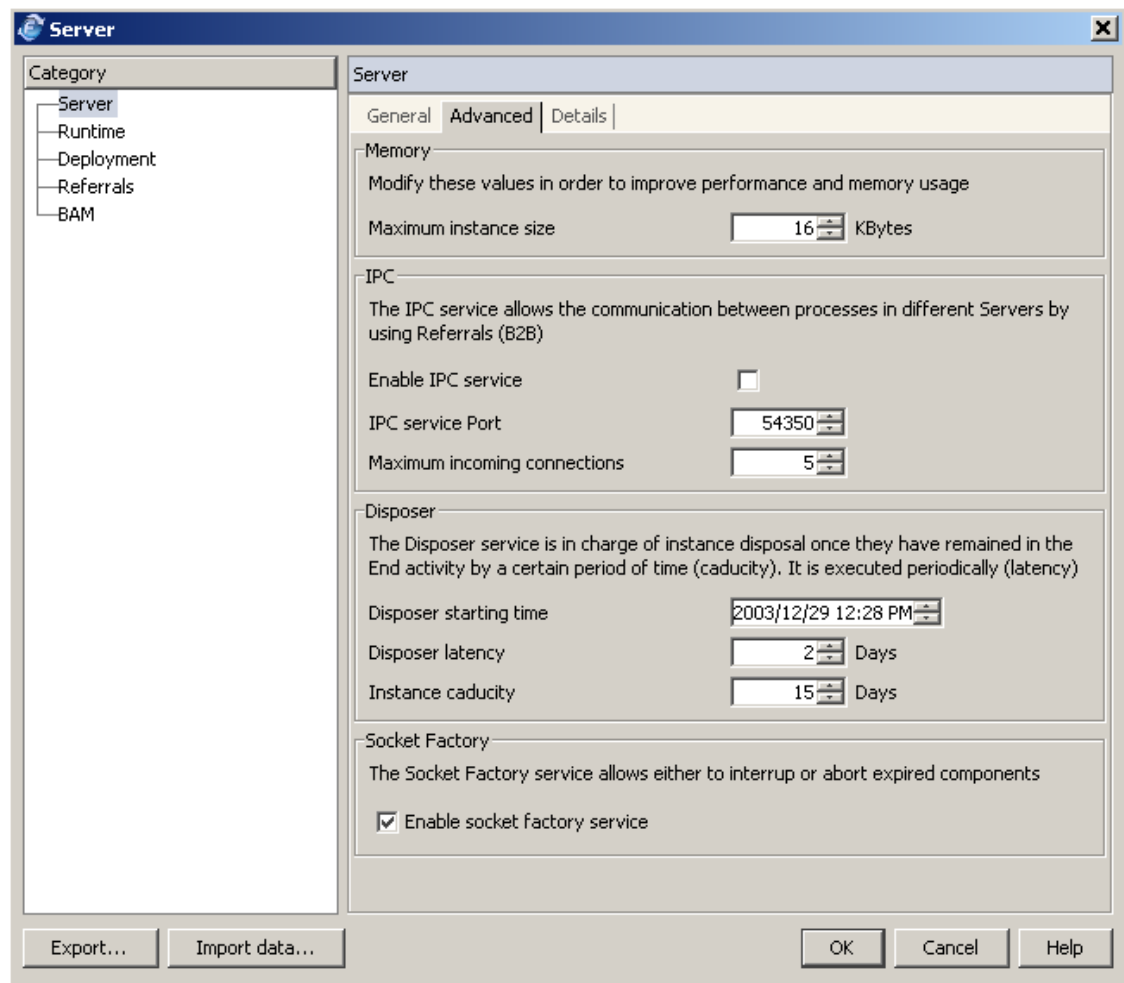 Server
Category
Server
Runtime
Deployment
Referrals
BAM
Server
General Advanced Details
Memory
Modify these values in order to improve performance and memory usage
Maximum instance size 16 KBytes
IPC
The IPC service allows the communication between processes in different Servers by
using Referrals (B2B)
Enable IPC service
IPC service Port 54350
Maximum incoming connections 5
Disposer
The Disposer service is in charge of instance disposal once they have remained in the
End activity by a certain period of time (caducity). It is executed periodically (latency)
Disposer starting time 2003/12/29 12:28 PM
Disposer latency 2 Days
Instance caducity 15 Days
Socket Factory
The Socket Factory service allows either to interrup or abort expired components
Enable socket factory service
Export... Import data... OK Cancel Help